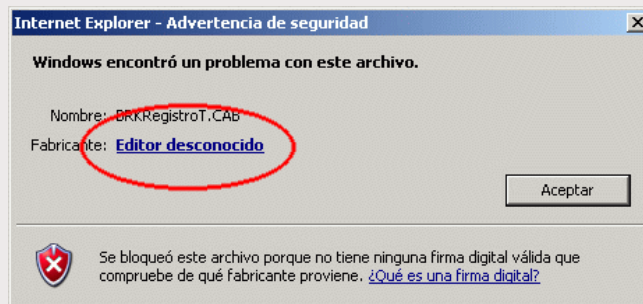 Internet Explorer - Advertencia de seguridad
Windows encontró un problema con este archivo.
Nombre: BRKRegistroT.CAB
Fabricante: Editor desconocido
Aceptar
Se bloqueó este archivo porque no tiene ninguna firma digital válida que
compruebe de qué fabricante proviene. ¿Qué es una firma digital?